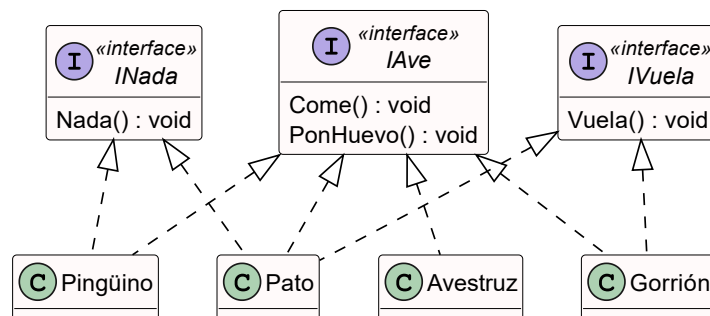 I «interface»
INada
Nada() : void
I «interface»
IAve
Come() : void
PonHuevo() : void
I «interface»
IVuela
Vuela() : void
C Pingüino
C Pato
C Avestruz
C Gorrión